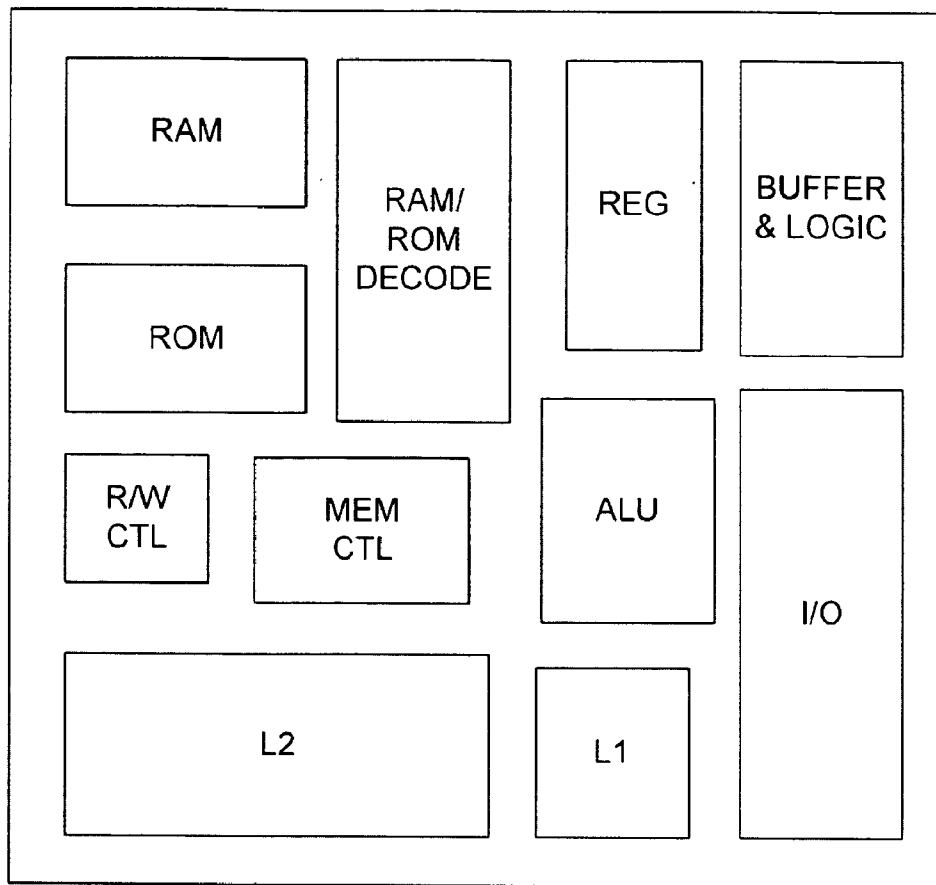 RAM
RAM/
ROM
DECODE
REG
BUFFER
& LOGIC
ROM
R/W
CTL
MEM
CTL
ALU
I/O
L2
L1